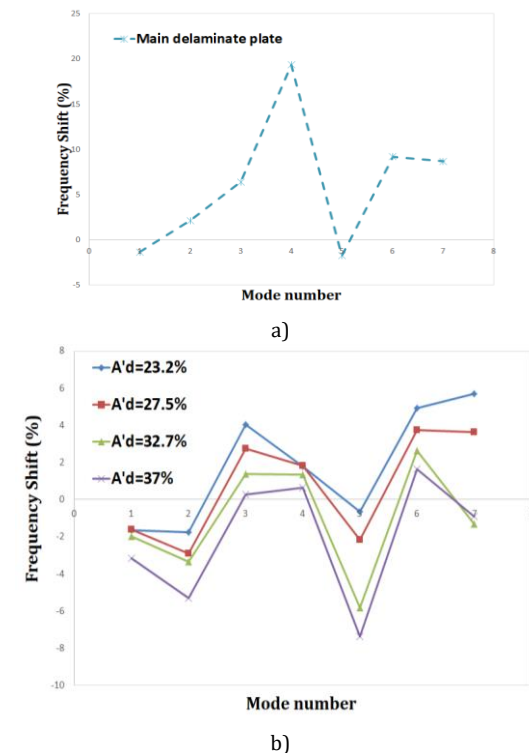 25
Main delaminate plate
20
15
10
5
0
-5
0 1 2 3 4 5 6 7 8
Frequency Shift (%)
Mode number
a)
8
6
4
2
0
-2
-4
-6
-8
-10
A'd=23.2%
A'd=27.5%
A'd=32.7%
A'd=37%
0 1 2 3 4 5 6 7
Frequency Shift (%)
Mode number
b)